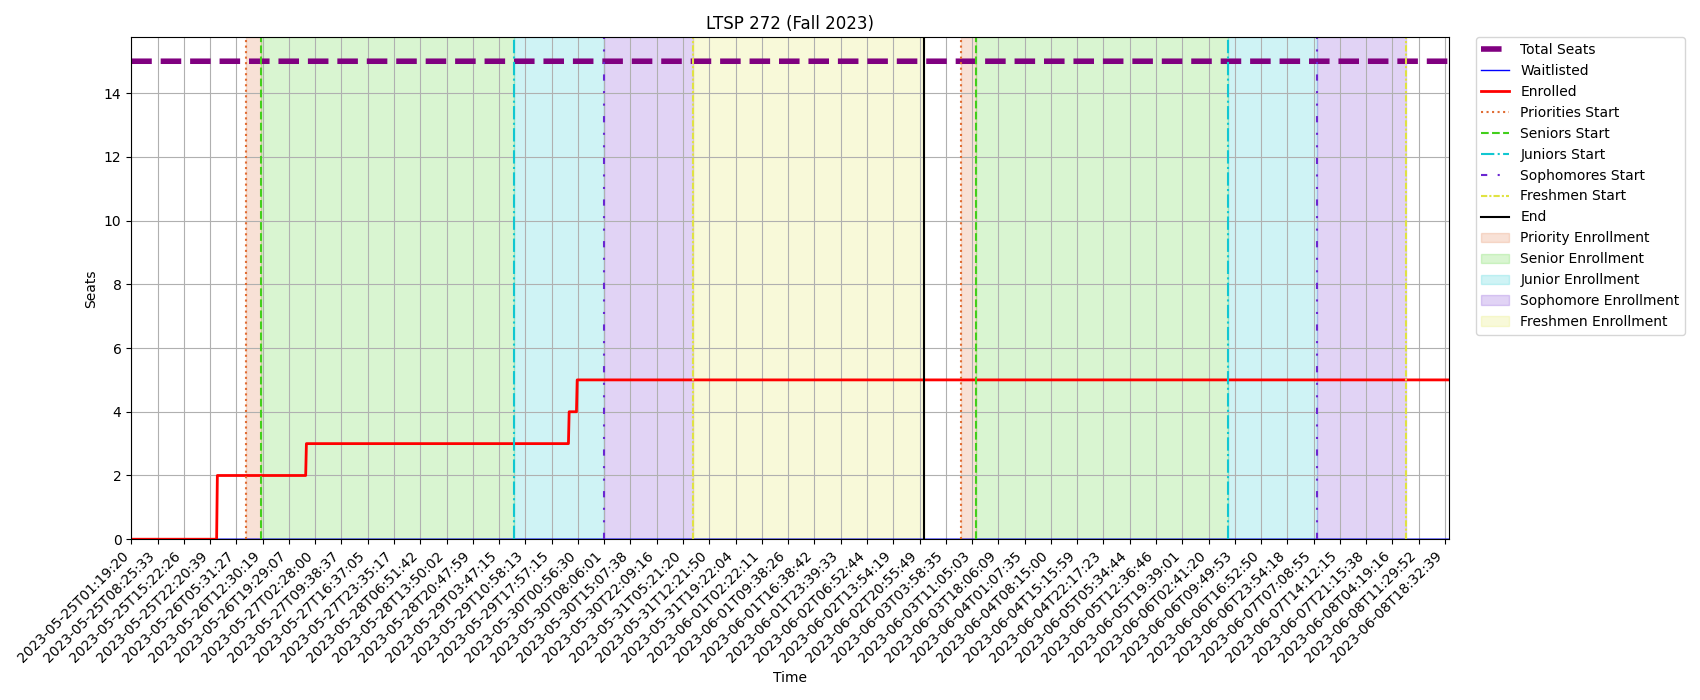 LTSP 272 (Fall 2023)
14
12
10
8
6
4
2
0
Seats
2023-05-25T01:19:20
2023-05-25T08:25:33
2023-05-25T15:22:26
2023-05-25T22:20:39
2023-05-26T05:31:27
2023-05-26T12:30:19
2023-05-26T19:29:07
2023-05-27T02:28:00
2023-05-27T09:38:37
2023-05-27T16:37:05
2023-05-27T23:35:17
2023-05-28T06:51:42
2023-05-28T13:50:02
2023-05-28T20:47:59
2023-05-29T03:47:15
2023-05-29T10:58:13
2023-05-29T17:57:15
2023-05-30T00:56:30
2023-05-30T08:06:01
2023-05-30T15:07:38
2023-05-30T22:09:16
2023-05-31T05:21:20
2023-05-31T12:21:50
2023-05-31T19:22:04
2023-06-01T02:22:11
2023-06-01T09:38:26
2023-06-01T16:38:42
2023-06-01T23:39:33
2023-06-02T06:52:44
2023-06-02T13:54:19
2023-06-02T20:55:49
2023-06-03T03:58:35
2023-06-03T11:05:03
2023-06-03T18:06:09
2023-06-04T01:07:35
2023-06-04T08:15:00
2023-06-04T15:15:59
2023-06-04T22:17:23
2023-06-05T05:34:44
2023-06-05T12:36:46
2023-06-05T19:39:01
2023-06-06T02:41:20
2023-06-06T09:49:53
2023-06-06T16:52:50
2023-06-06T23:54:18
2023-06-07T07:08:55
2023-06-07T14:12:15
2023-06-07T21:15:38
2023-06-08T04:19:16
2023-06-08T11:29:52
2023-06-08T18:32:39
Time
Total Seats
Waitlisted
Enrolled
Priorities Start
Seniors Start
Juniors Start
Sophomores Start
Freshmen Start
End
Priority Enrollment
Senior Enrollment
Junior Enrollment
Sophomore Enrollment
Freshmen Enrollment